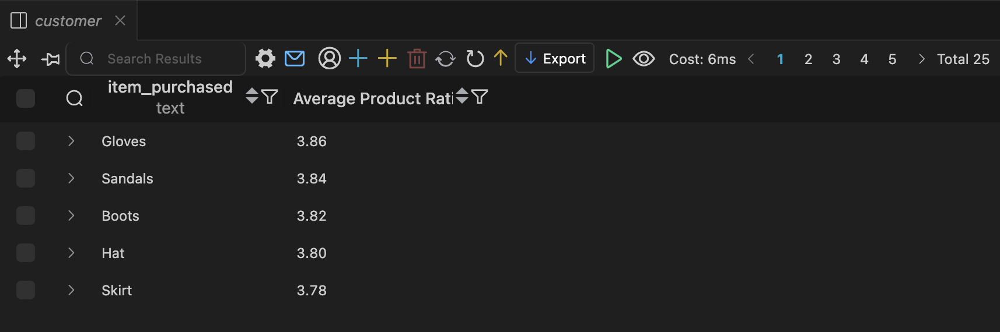 customer
Search Results
Export
Cost: 6ms
1 2 3 4 5
Total 25
item_purchased
text
Average Product Rati
Gloves 3.86
Sandals 3.84
Boots 3.82
Hat 3.80
Skirt 3.78